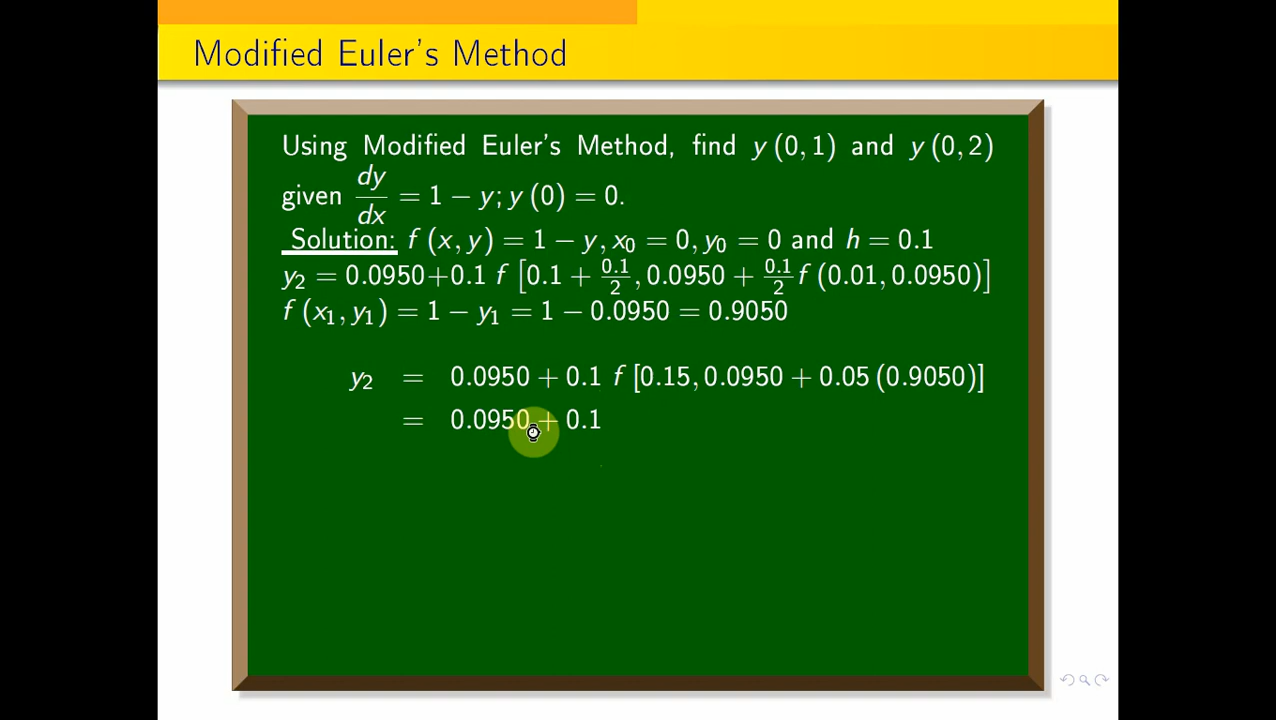 Modified Euler's Method
Using Modified Euler's Method, find y (0,1) and y (0,2)
given dy/dx = 1 − y; y (0) = 0.
Solution: f (x, y) = 1 − y, x₀ = 0, y₀ = 0 and h = 0.1
y₂ = 0.0950+0.1 f [0.1 + 0.1/2, 0.0950 + 0.1/2 f (0.01, 0.0950)]
f (x₁, y₁) = 1 − y₁ = 1 − 0.0950 = 0.9050
y₂ = 0.0950 + 0.1 f [0.15, 0.0950 + 0.05 (0.9050)]
= 0.0950 + 0.1